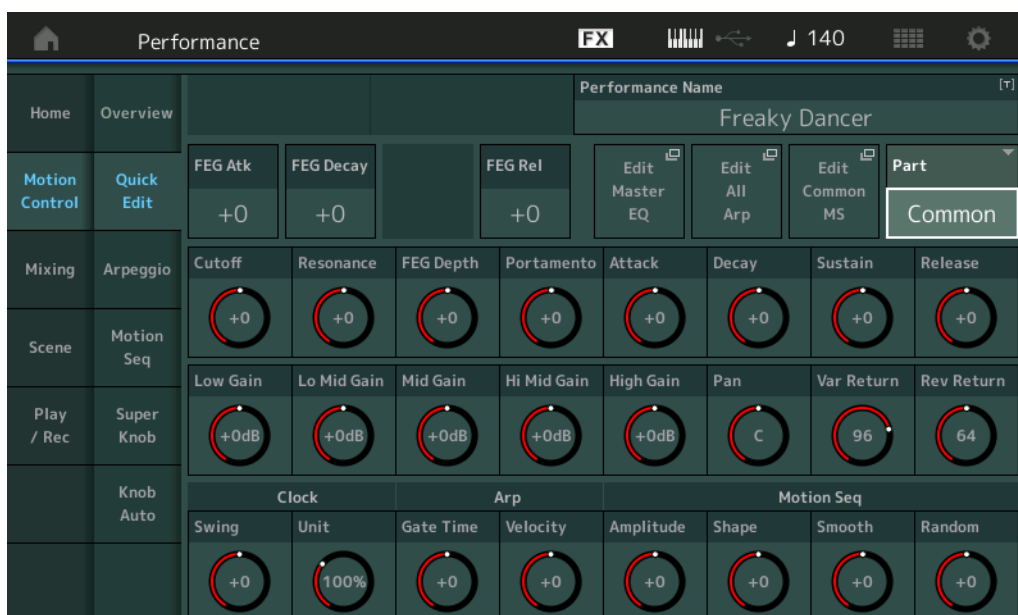 Performance
FX
♩ 140
Home
Motion
Control
Mixing
Scene
Play
/ Rec
Overview
Quick
Edit
Arpeggio
Motion
Seq
Super
Knob
Knob
Auto
Performance Name
[T]
Freaky Dancer
FEG Atk
+0
FEG Decay
+0
FEG Rel
+0
Edit
Master
EQ
Edit
All
Arp
Edit
Common
MS
Part
Common
Cutoff Resonance FEG Depth Portamento Attack Decay Sustain Release
+0 +0 +0 +0 +0 +0 +0 +0
Low Gain Lo Mid Gain Mid Gain Hi Mid Gain High Gain Pan Var Return Rev Return
+0dB +0dB +0dB +0dB +0dB C 96 64
Clock Arp Motion Seq
Swing Unit Gate Time Velocity Amplitude Shape Smooth Random
+0 100% +0 +0 +0 +0 +0 +0